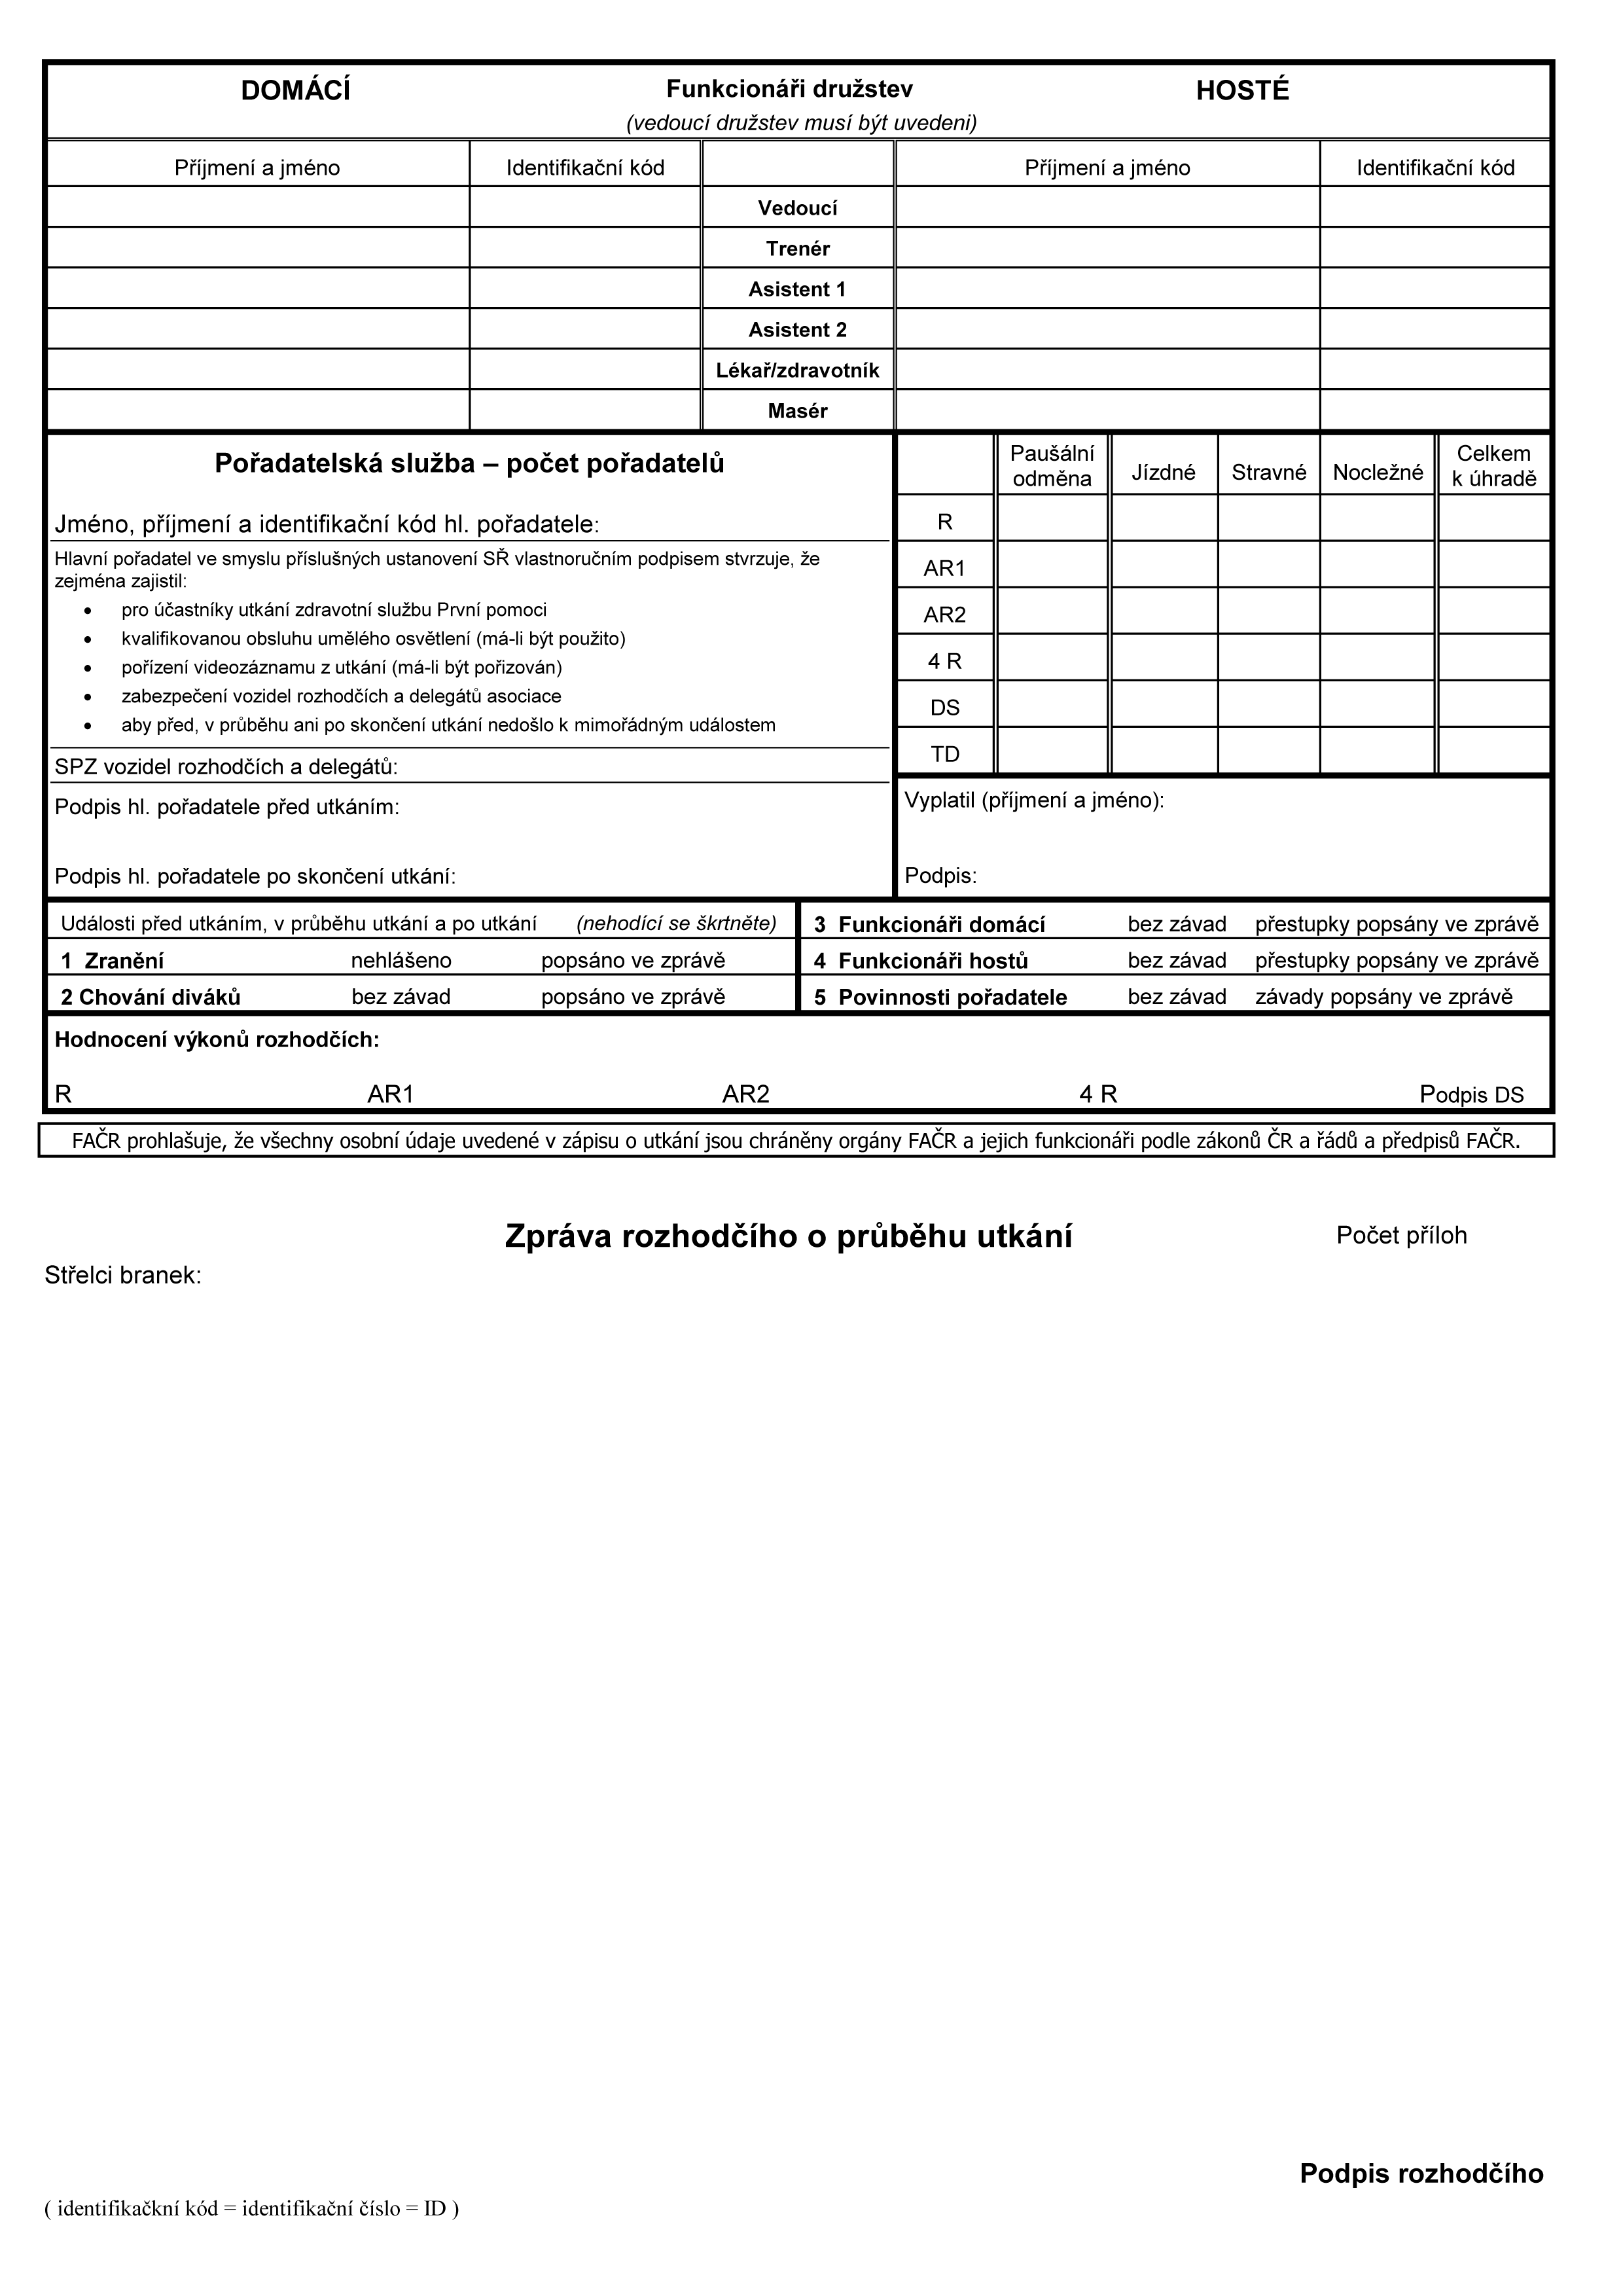 DOMÁCÍ Funkcionáři družstev HOSTÉ
(vedoucí družstev musí být uvedeni)
Příjmení a jméno Identifikační kód Příjmení a jméno Identifikační kód
Vedoucí
Trenér
Asistent 1
Asistent 2
Lékař/zdravotník
Masér
Pořadatelská služba – počet pořadatelů
Jméno, příjmení a identifikační kód hl. pořadatele:
Hlavní pořadatel ve smyslu příslušných ustanovení SŘ vlastnoručním podpisem stvrzuje, že
zejména zajistil:
• pro účastníky utkání zdravotní službu První pomoci
• kvalifikovanou obsluhu umělého osvětlení (má-li být použito)
• pořízení videozáznamu z utkání (má-li být pořizován)
• zabezpečení vozidel rozhodčích a delegátů asociace
• aby před, v průběhu ani po skončení utkání nedošlo k mimořádným událostem
SPZ vozidel rozhodčích a delegátů:
Podpis hl. pořadatele před utkáním:
Podpis hl. pořadatele po skončení utkání:
Paušální odměna Jízdné Stravné Nocležné Celkem k úhradě
R
AR1
AR2
4 R
DS
TD
Vyplatil (příjmení a jméno):
Podpis:
Události před utkáním, v průběhu utkání a po utkání (nehodící se škrtněte)
1 Zranění nehlášeno popsáno ve zprávě
2 Chování diváků bez závad popsáno ve zprávě
3 Funkcionáři domácí bez závad přestupky popsány ve zprávě
4 Funkcionáři hostů bez závad přestupky popsány ve zprávě
5 Povinnosti pořadatele bez závad závady popsány ve zprávě
Hodnocení výkonů rozhodčích:
R AR1 AR2 4 R Podpis DS
FAČR prohlašuje, že všechny osobní údaje uvedené v zápisu o utkání jsou chráněny orgány FAČR a jejich funkcionáři podle zákonů ČR a řádů a předpisů FAČR.
Zpráva rozhodčího o průběhu utkání Počet příloh
Střelci branek:
Podpis rozhodčího
( identifikačkní kód = identifikační číslo = ID )